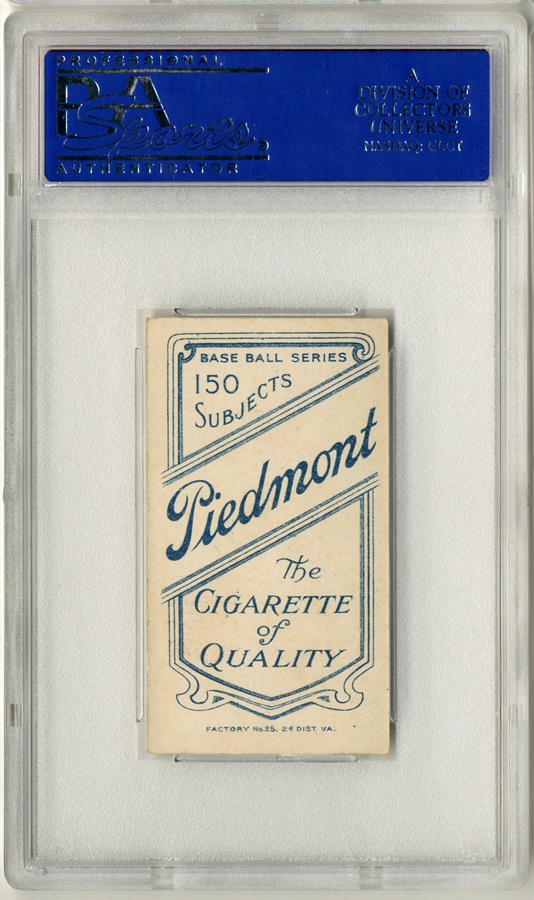 PROFESSIONAL
PSA
Sports
AUTHENTICATOR
A
DIVISION OF
COLLECTORS
UNIVERSE
NASDAQ: CLCT
BASE BALL SERIES
150
SUBJECTS
Piedmont
The
CIGARETTE
of
QUALITY
FACTORY No. 25. 2d DIST. VA.